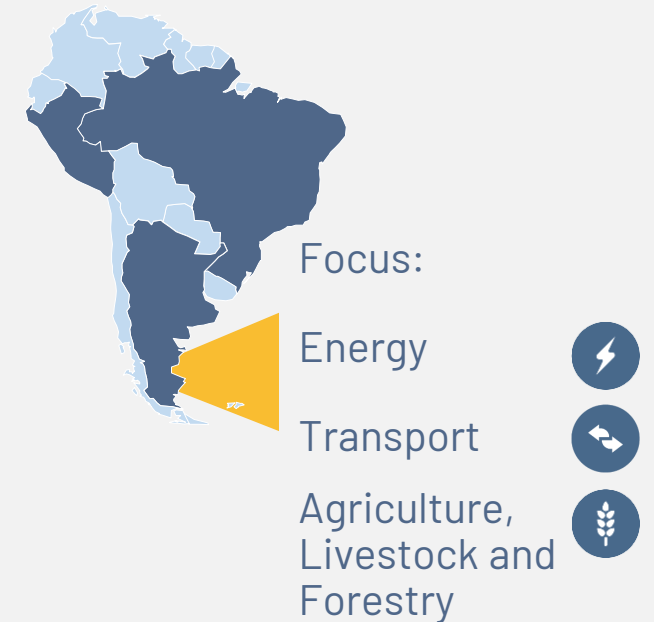 Focus:
Energy
Transport
Agriculture,
Livestock and
Forestry